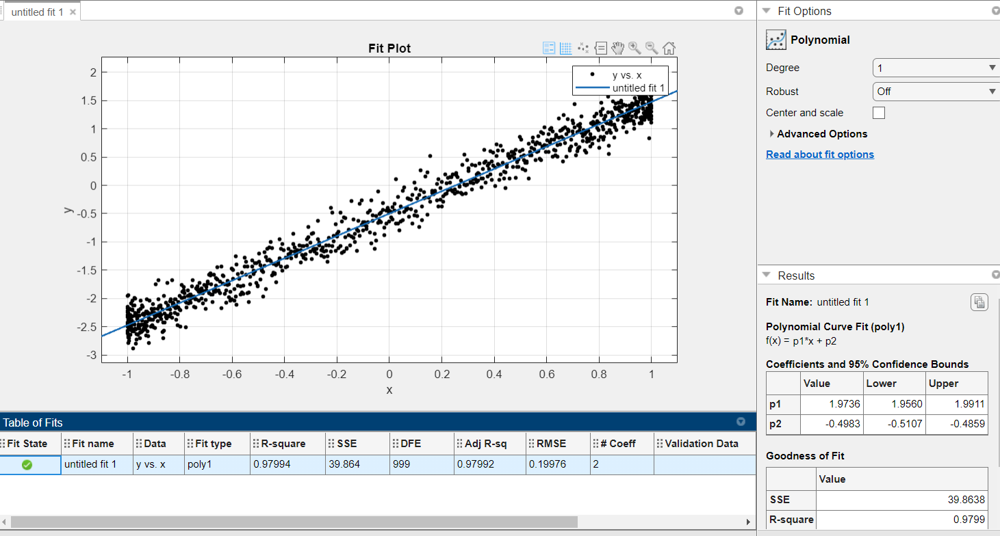 untitled fit 1
Fit Plot
y vs. x
untitled fit 1
2
1.5
1
0.5
0
-0.5
-1
-1.5
-2
-2.5
-3
y
-1 -0.8 -0.6 -0.4 -0.2 0 0.2 0.4 0.6 0.8 1
x
Table of Fits
Fit State Fit name Data Fit type R-square SSE DFE Adj R-sq RMSE # Coeff Validation Data
untitled fit 1 y vs. x poly1 0.97994 39.864 999 0.97992 0.19976 2
Fit Options
Polynomial
Degree 1
Robust Off
Center and scale
Advanced Options
Read about fit options
Results
Fit Name: untitled fit 1
Polynomial Curve Fit (poly1)
f(x) = p1*x + p2
Coefficients and 95% Confidence Bounds
Value Lower Upper
p1 1.9736 1.9560 1.9911
p2 -0.4983 -0.5107 -0.4859
Goodness of Fit
Value
SSE 39.8638
R-square 0.9799